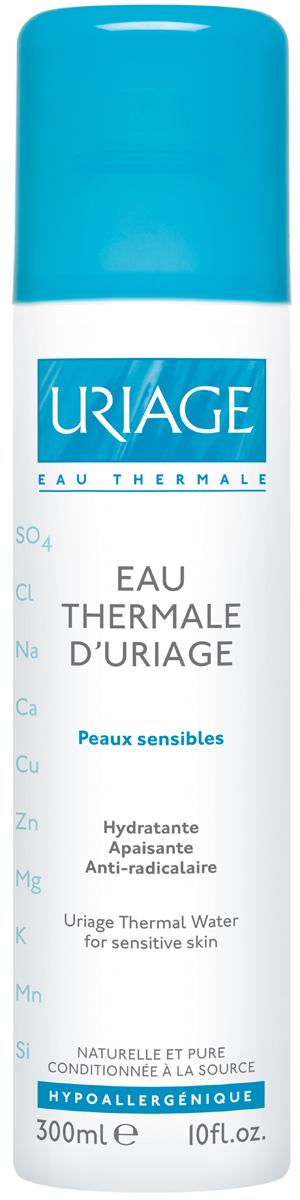 URIAGE
EAU THERMALE
SO4
Cl
Na
Ca
Cu
Zn
Mg
K
Mn
Si
EAU
THERMALE
D'URIAGE
Peaux sensibles
Hydratante
Apaisante
Anti-radicalaire
Uriage Thermal Water
for sensitive skin
NATURELLE ET PURE
CONDITIONNÉE À LA SOURCE
HYPOALLERGÉNIQUE
300ml e 10fl.oz.